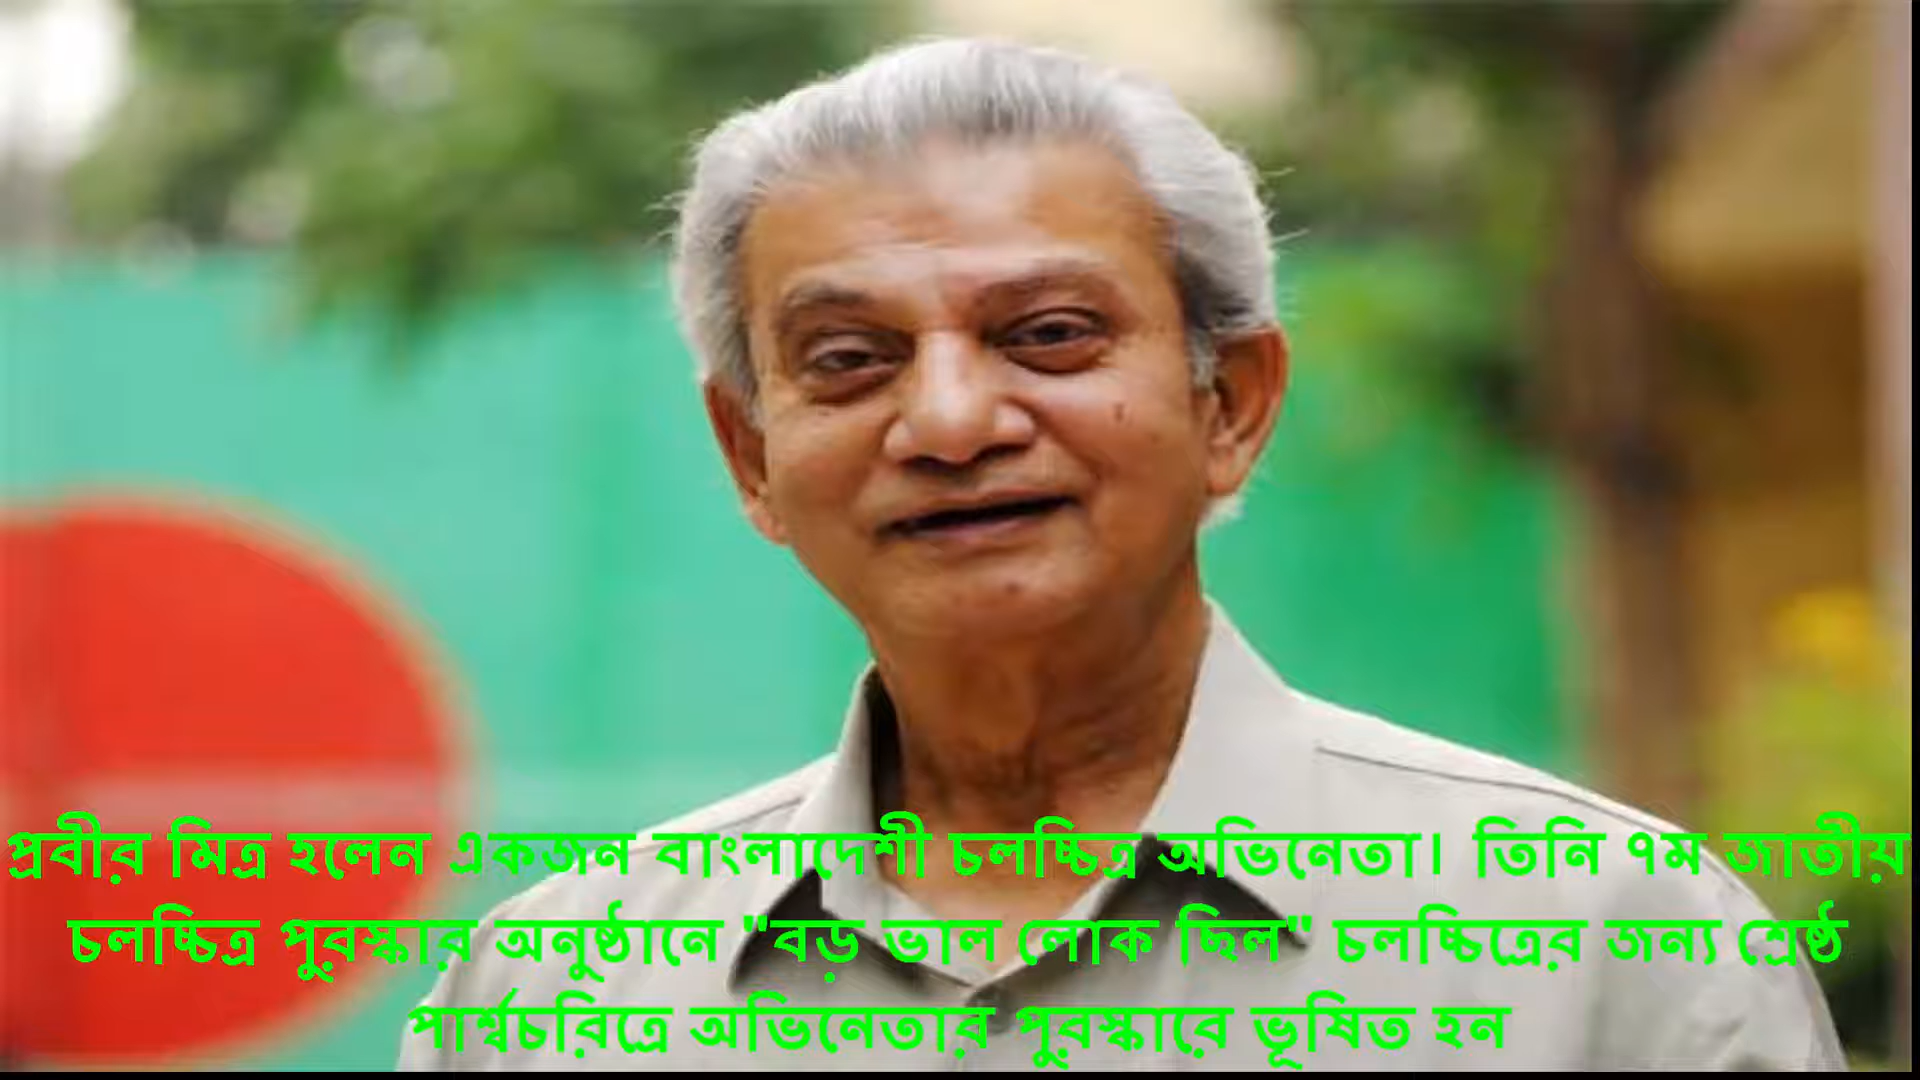 প্রবীর মিত্র হলেন একজন বাংলাদেশী চলচ্চিত্র অভিনেতা। তিনি ৭ম জাতীয়
চলচ্চিত্র পুরস্কার অনুষ্ঠানে "বড় ভাল লোক ছিল" চলচ্চিত্রের জন্য শ্রেষ্ঠ
পার্শ্বচরিত্রে অভিনেতার পুরস্কারে ভূষিত হন